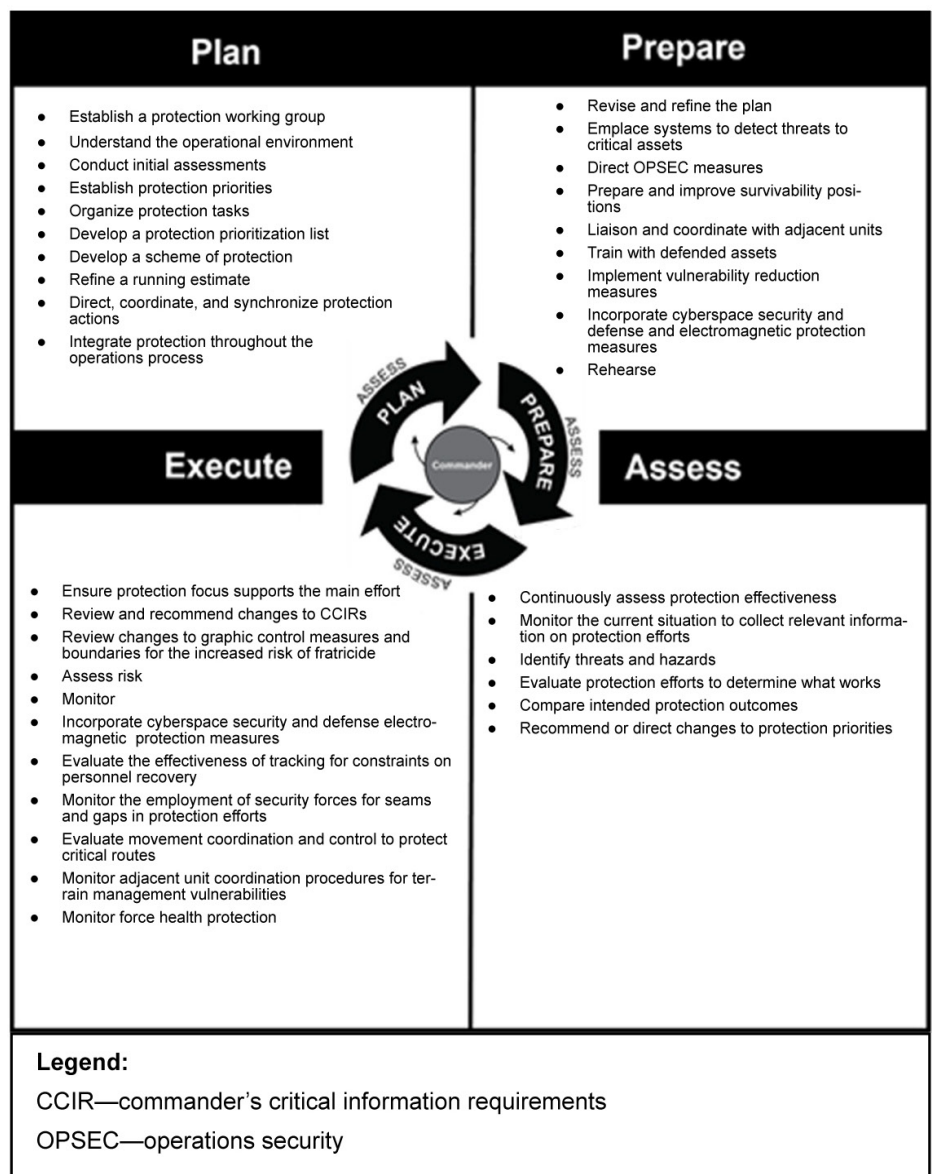 Plan
● Establish a protection working group
● Understand the operational environment
● Conduct initial assessments
● Establish protection priorities
● Organize protection tasks
● Develop a protection prioritization list
● Develop a scheme of protection
● Refine a running estimate
● Direct, coordinate, and synchronize protection
actions
● Integrate protection throughout the
operations process
Prepare
● Revise and refine the plan
● Emplace systems to detect threats to
critical assets
● Direct OPSEC measures
● Prepare and improve survivability posi-
tions
● Liaison and coordinate with adjacent units
● Train with defended assets
● Implement vulnerability reduction
measures
● Incorporate cyberspace security and
defense and electromagnetic protection
measures
● Rehearse
ASSESS
PLAN
ASSESS
PREPARE
Commander
EXECUTE
ASSESS
Execute
● Ensure protection focus supports the main effort
● Review and recommend changes to CCIRs
● Review changes to graphic control measures and
boundaries for the increased risk of fratricide
● Assess risk
● Monitor
● Incorporate cyberspace security and defense electro-
magnetic protection measures
● Evaluate the effectiveness of tracking for constraints on
personnel recovery
● Monitor the employment of security forces for seams
and gaps in protection efforts
● Evaluate movement coordination and control to protect
critical routes
● Monitor adjacent unit coordination procedures for ter-
rain management vulnerabilities
● Monitor force health protection
Assess
● Continuously assess protection effectiveness
● Monitor the current situation to collect relevant informa-
tion on protection efforts
● Identify threats and hazards
● Evaluate protection efforts to determine what works
● Compare intended protection outcomes
● Recommend or direct changes to protection priorities
Legend:
CCIR—commander’s critical information requirements
OPSEC—operations security